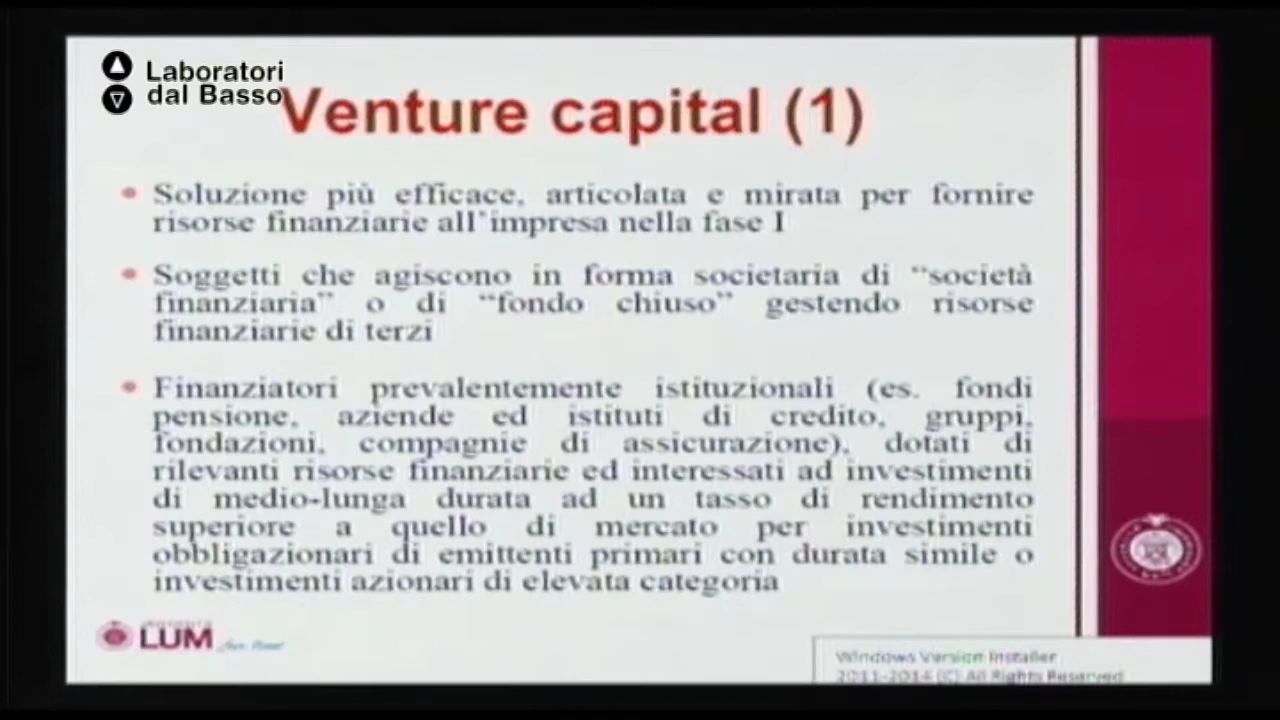 Laboratori
dal Basso
Venture capital (1)
Soluzione più efficace, articolata e mirata per fornire
risorse finanziarie all'impresa nella fase I
Soggetti che agiscono in forma societaria di "società
finanziaria" o di "fondo chiuso" gestendo risorse
finanziarie di terzi
Finanziatori prevalentemente istituzionali (es. fondi
pensione, aziende ed istituti di credito, gruppi,
fondazioni, compagnie di assicurazione), dotati di
rilevanti risorse finanziarie ed interessati ad investimenti
di medio-lunga durata ad un tasso di rendimento
superiore a quello di mercato per investimenti
obbligazionari di emittenti primari con durata simile o
investimenti azionari di elevata categoria
LUM
Windows Version Installer
2011-2014 (C) All Rights Reserved